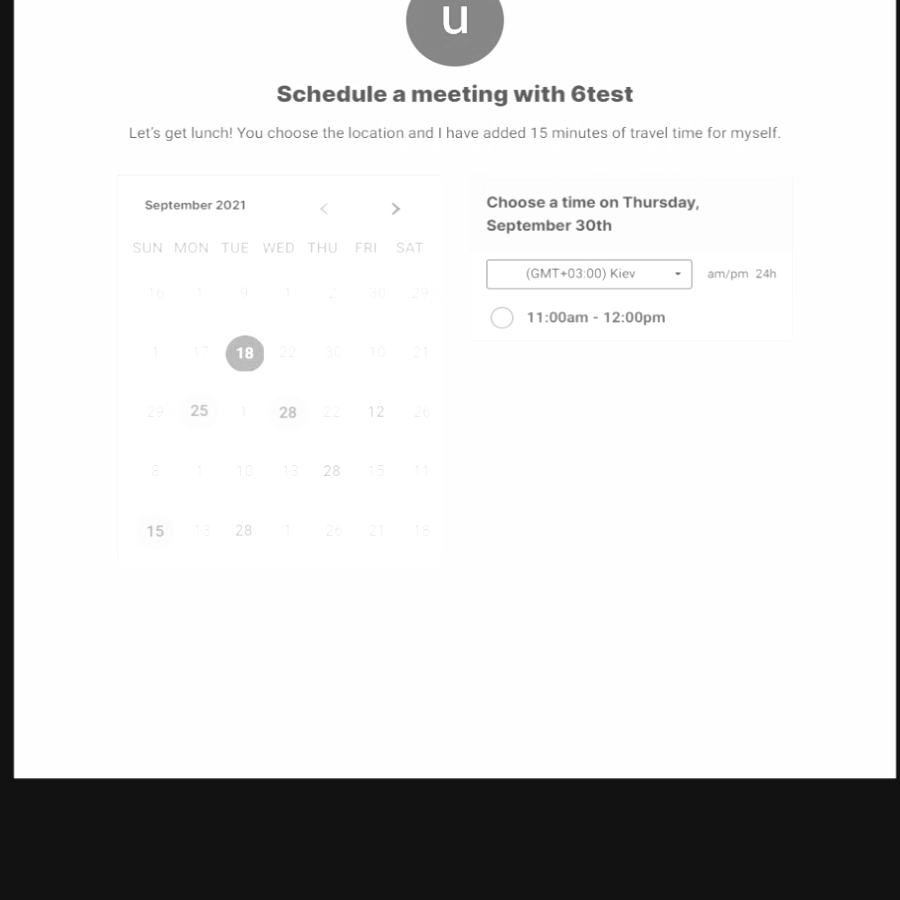 u
Schedule a meeting with 6test
Let's get lunch! You choose the location and I have added 15 minutes of travel time for myself.
September 2021 < >
SUN MON TUE WED THU FRI SAT
16 1 9 1 2 30 29
1 17 18 22 30 10 21
29 25 1 28 22 12 26
8 1 10 13 28 15 11
15 13 28 1 26 21 18
Choose a time on Thursday,
September 30th
(GMT+03:00) Kiev am/pm 24h
11:00am - 12:00pm